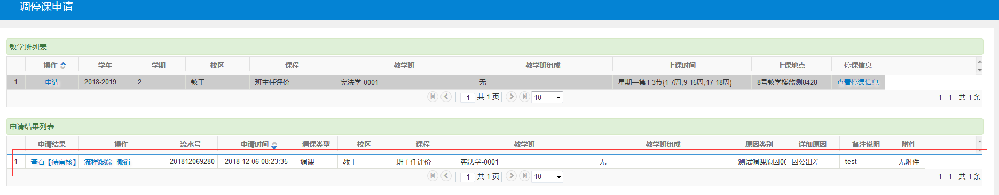 调停课申请
教学班列表
操作 学年 学期 校区 课程 教学班 教学班组成 上课时间 上课地点 停课信息
1 申请 2018-2019 2 教工 班主任评价 宪法学-0001 无 星期一第1-3节{1-7周,9-15周,17-18周} 8号教学楼监测8428 查看停课信息
1 共 1 页 10 1 - 1 共 1 条
申请结果列表
申请结果 操作 流水号 申请时间 调课类型 校区 课程 教学班 教学班组成 原因类别 详细原因 备注说明 附件
1 查看【待审核】 流程跟踪 撤销 201812069280 2018-12-06 08:23:35 调课 教工 班主任评价 宪法学-0001 无 测试调课原因00 因公出差 test 无附件
1 共 1 页 10 1 - 1 共 1 条